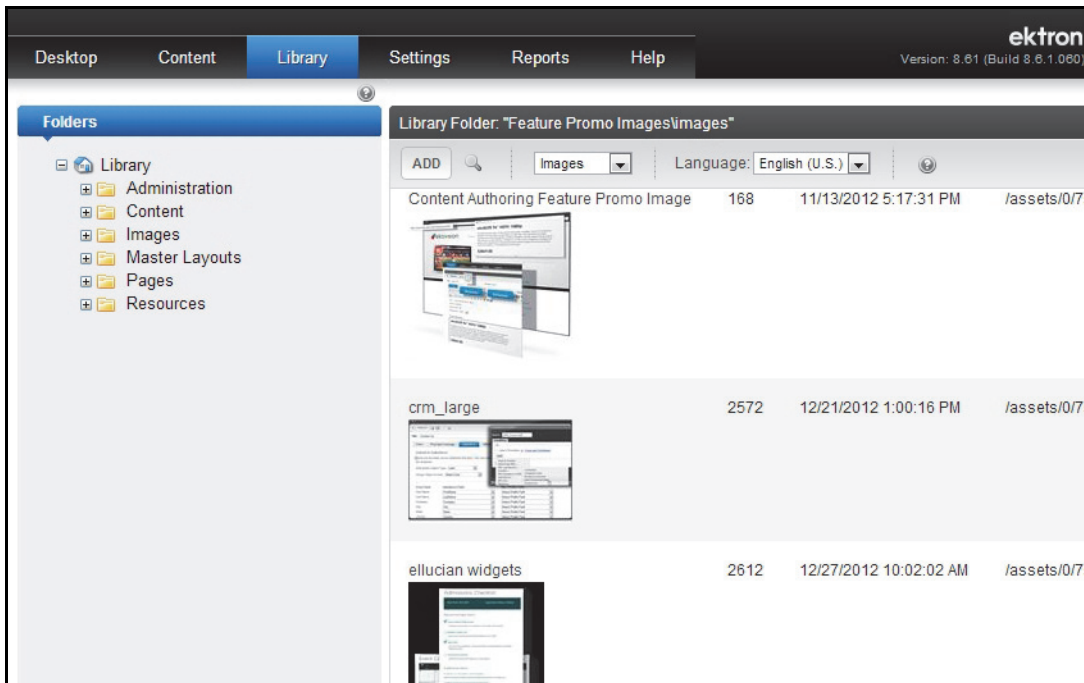 ektron
Desktop Content Library Settings Reports Help
Version: 8.61 (Build 8.6.1.060)
Folders
Library Folder: "Feature Promo Images\images"
ADD Images Language: English (U.S.)
Library
Administration
Content
Images
Master Layouts
Pages
Resources
Content Authoring Feature Promo Image 168 11/13/2012 5:17:31 PM /assets/0/7
crm_large 2572 12/21/2012 1:00:16 PM /assets/0/7
ellucian widgets 2612 12/27/2012 10:02:02 AM /assets/0/7